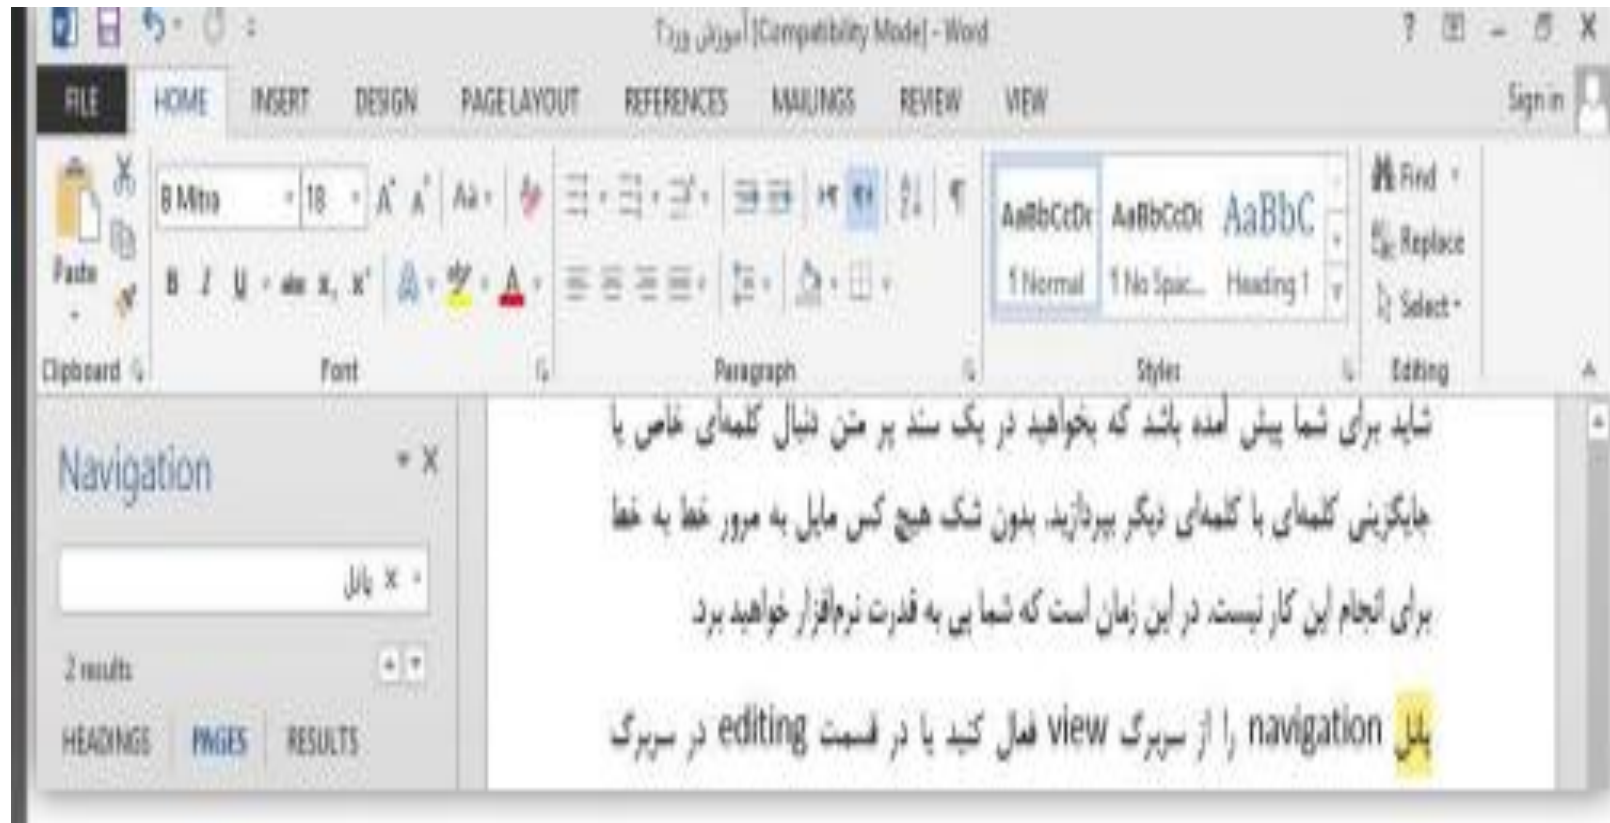 آموزش ورد2 [Compatibility Mode] - Word
FILE HOME INSERT DESIGN PAGE LAYOUT REFERENCES MAILINGS REVIEW VIEW Sign in
Paste
B Mitra 18
AaBbCcDc AaBbCcDc AaBbC
¶ Normal ¶ No Spac... Heading 1
Find
Replace
Select
Clipboard Font Paragraph Styles Editing
Navigation
پانل
2 results
HEADINGS PAGES RESULTS
شاید برای شما پیش آمده باشد که بخواهید در یک سند پر متن دنبال کلمه‌ای خاص یا
جایگزینی کلمه‌ای با کلمه‌ای دیگر بپردازید. بدون شک هیچ کس مایل به مرور خط به خط
برای انجام این کار نیست. در این زمان است که شما پی به قدرت نرم‌افزار خواهید برد.
پانل navigation را از سربرگ view فعال کنید یا در قسمت editing در سربرگ